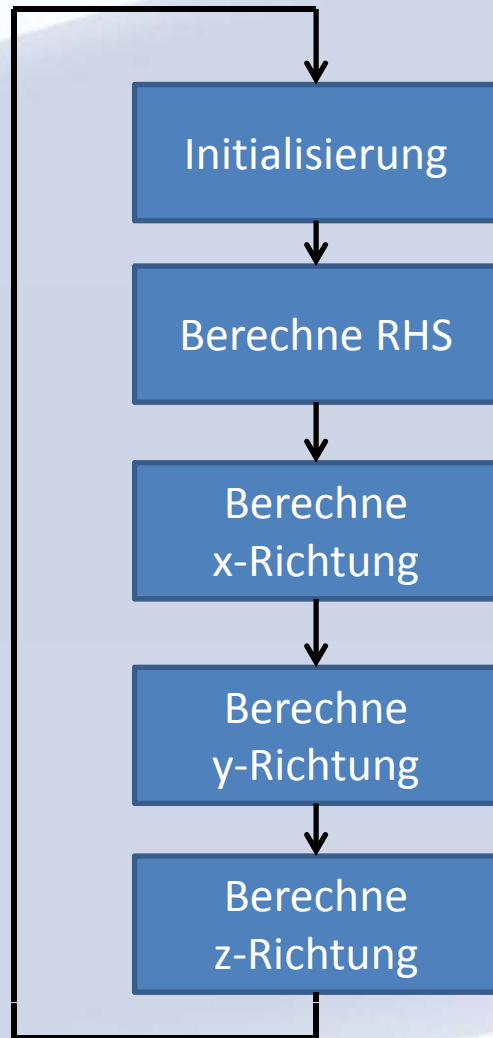 Initialisierung
Berechne RHS
Berechne
x-Richtung
Berechne
y-Richtung
Berechne
z-Richtung